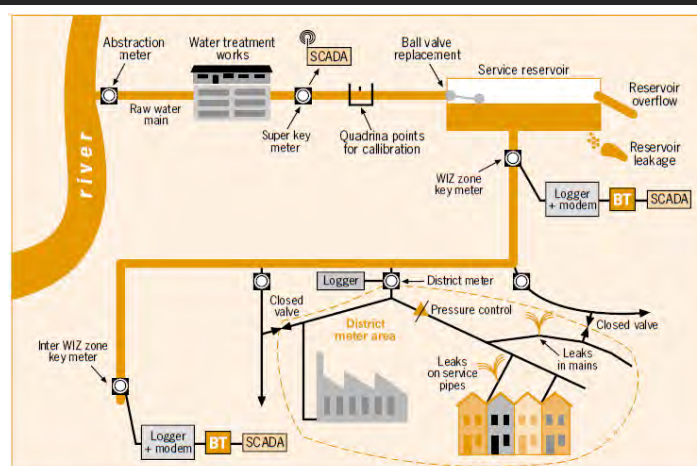 Abstraction
meter
Water treatment
works
SCADA
Ball valve
replacement
Service reservoir
Reservoir
overflow
Raw water
main
Super key
meter
Quadrina points
for callibration
Reservoir
leakage
river
WIZ zone
key meter
Logger
+ modem
BT
SCADA
Logger
District meter
Closed
valve
Pressure control
Closed valve
District
meter area
Inter WIZ zone
key meter
Leaks
on service
pipes
Leaks
in mains
Logger
+ modem
BT
SCADA